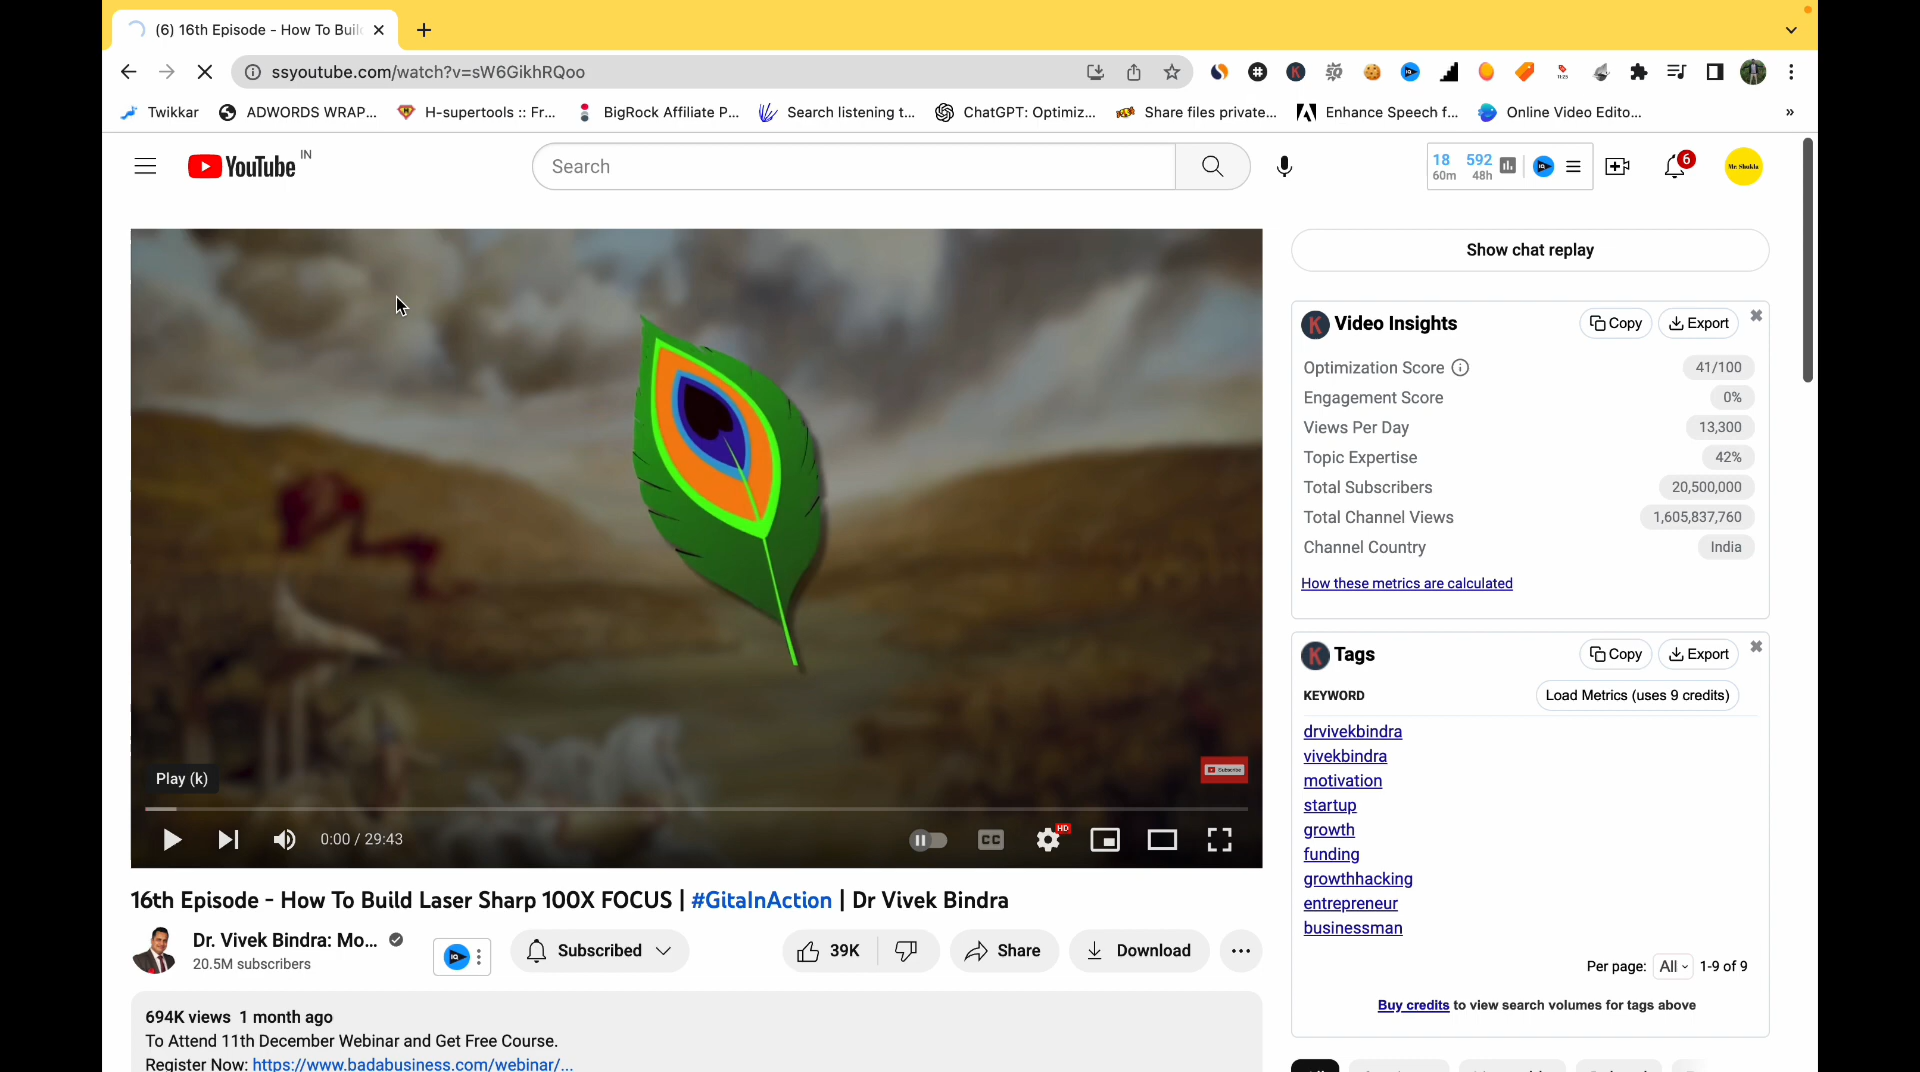 (6) 16th Episode - How To Buil
ssyoutube.com/watch?v=sW6GikhRQoo
Twikkar
ADWORDS WRAP...
H-supertools :: Fr...
BigRock Affiliate P...
Search listening t...
ChatGPT: Optimiz...
Share files private...
Enhance Speech f...
Online Video Edito...
»
YouTube IN
Search
18 592
60m 48h
6
Mr. Shukla
Show chat replay
Video Insights
Copy
Export
Optimization Score 41/100
Engagement Score 0%
Views Per Day 13,300
Topic Expertise 42%
Total Subscribers 20,500,000
Total Channel Views 1,605,837,760
Channel Country India
How these metrics are calculated
Tags
Copy
Export
KEYWORD
Load Metrics (uses 9 credits)
drvivekbindra
vivekbindra
motivation
startup
growth
funding
growthhacking
entrepreneur
businessman
Per page: All 1-9 of 9
Buy credits to view search volumes for tags above
Subscribe
Play (k)
0:00 / 29:43
CC
HD
16th Episode - How To Build Laser Sharp 100X FOCUS | #GitaInAction | Dr Vivek Bindra
Dr. Vivek Bindra: Mo...
20.5M subscribers
Subscribed
39K
Share
Download
694K views 1 month ago
To Attend 11th December Webinar and Get Free Course.
Register Now: https://www.badabusiness.com/webinar/...